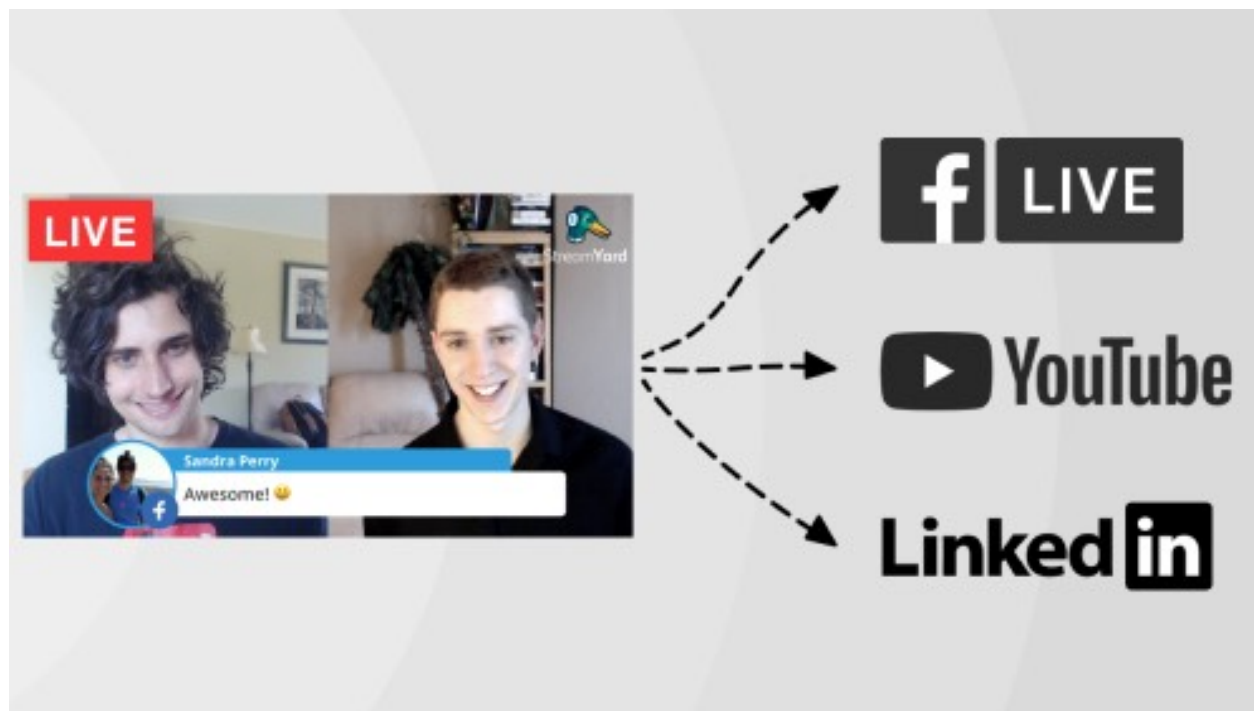 LIVE
StreamYard
Sandra Perry
Awesome! 😀
f
f LIVE
YouTube
Linked in